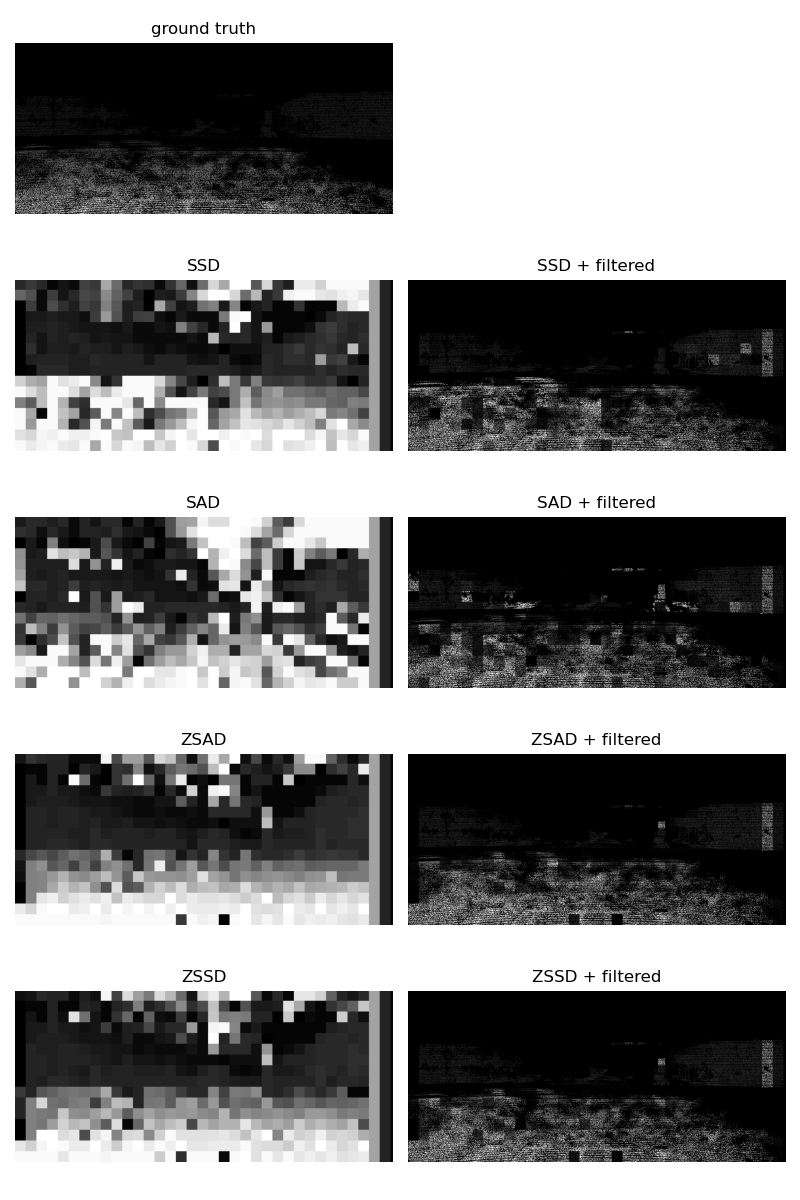 ground truth
SSD
SSD + filtered
SAD
SAD + filtered
ZSAD
ZSAD + filtered
ZSSD
ZSSD + filtered